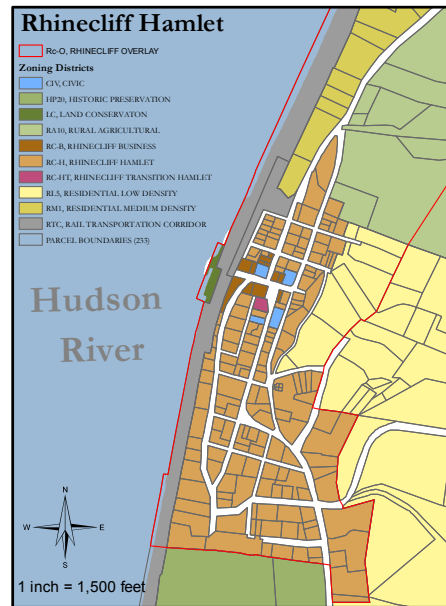 Rhinecliff Hamlet
Rc-O, RHINECLIFF OVERLAY
Zoning Districts
CIV, CIVIC
HP20, HISTORIC PRESERVATION
LC, LAND CONSERVATON
RA10, RURAL AGRICULTURAL
RC-B, RHINECLIFF BUSINESS
RC-H, RHINECLIFF HAMLET
RC-HT, RHINECLIFF TRANSITION HAMLET
RL5, RESIDENTIAL LOW DENSITY
RM1, RESIDENTIAL MEDIUM DENSITY
RTC, RAIL TRANSPORTATION CORRIDOR
PARCEL BOUNDARIES (233)
Hudson
River
N
W E
S
1 inch = 1,500 feet